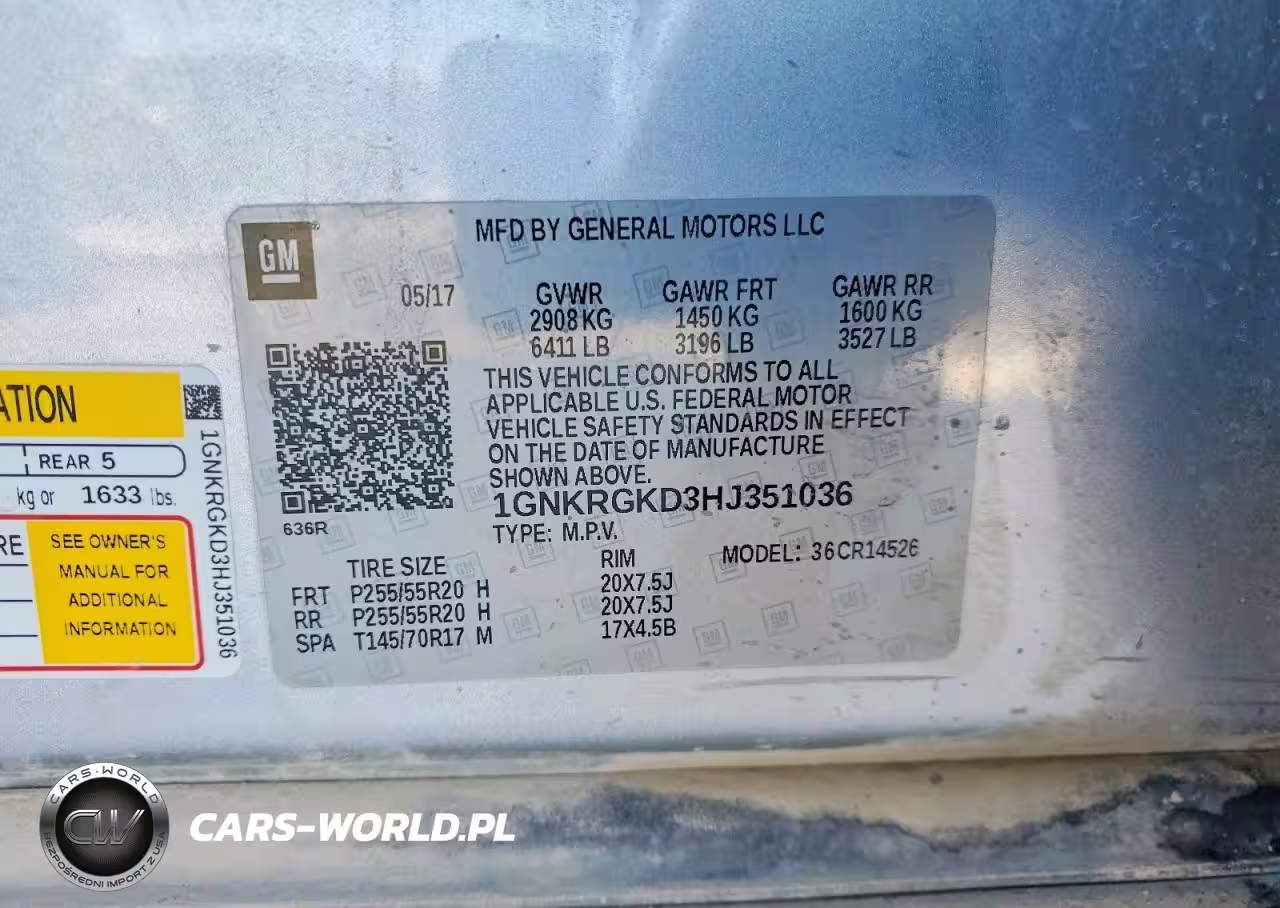 GM
MFD BY GENERAL MOTORS LLC
05/17
GVWR GAWR FRT GAWR RR
2908 KG 1450 KG 1600 KG
6411 LB 3196 LB 3527 LB
THIS VEHICLE CONFORMS TO ALL
APPLICABLE U.S. FEDERAL MOTOR
VEHICLE SAFETY STANDARDS IN EFFECT
ON THE DATE OF MANUFACTURE
SHOWN ABOVE.
1GNKRGKD3HJ351036
TYPE: M.P.V.
636R
MODEL: 36CR14526
TIRE SIZE RIM
FRT P255/55R20 H 20X7.5J
RR P255/55R20 H 20X7.5J
SPA T145/70R17 M 17X4.5B
ATION
REAR 5
kg or 1633 lbs.
RE
SEE OWNER'S
MANUAL FOR
ADDITIONAL
INFORMATION
1GNKRGKD3HJ351036
CARS-WORLD
CW
BEZPOŚREDNI IMPORT Z USA
CARS-WORLD.PL